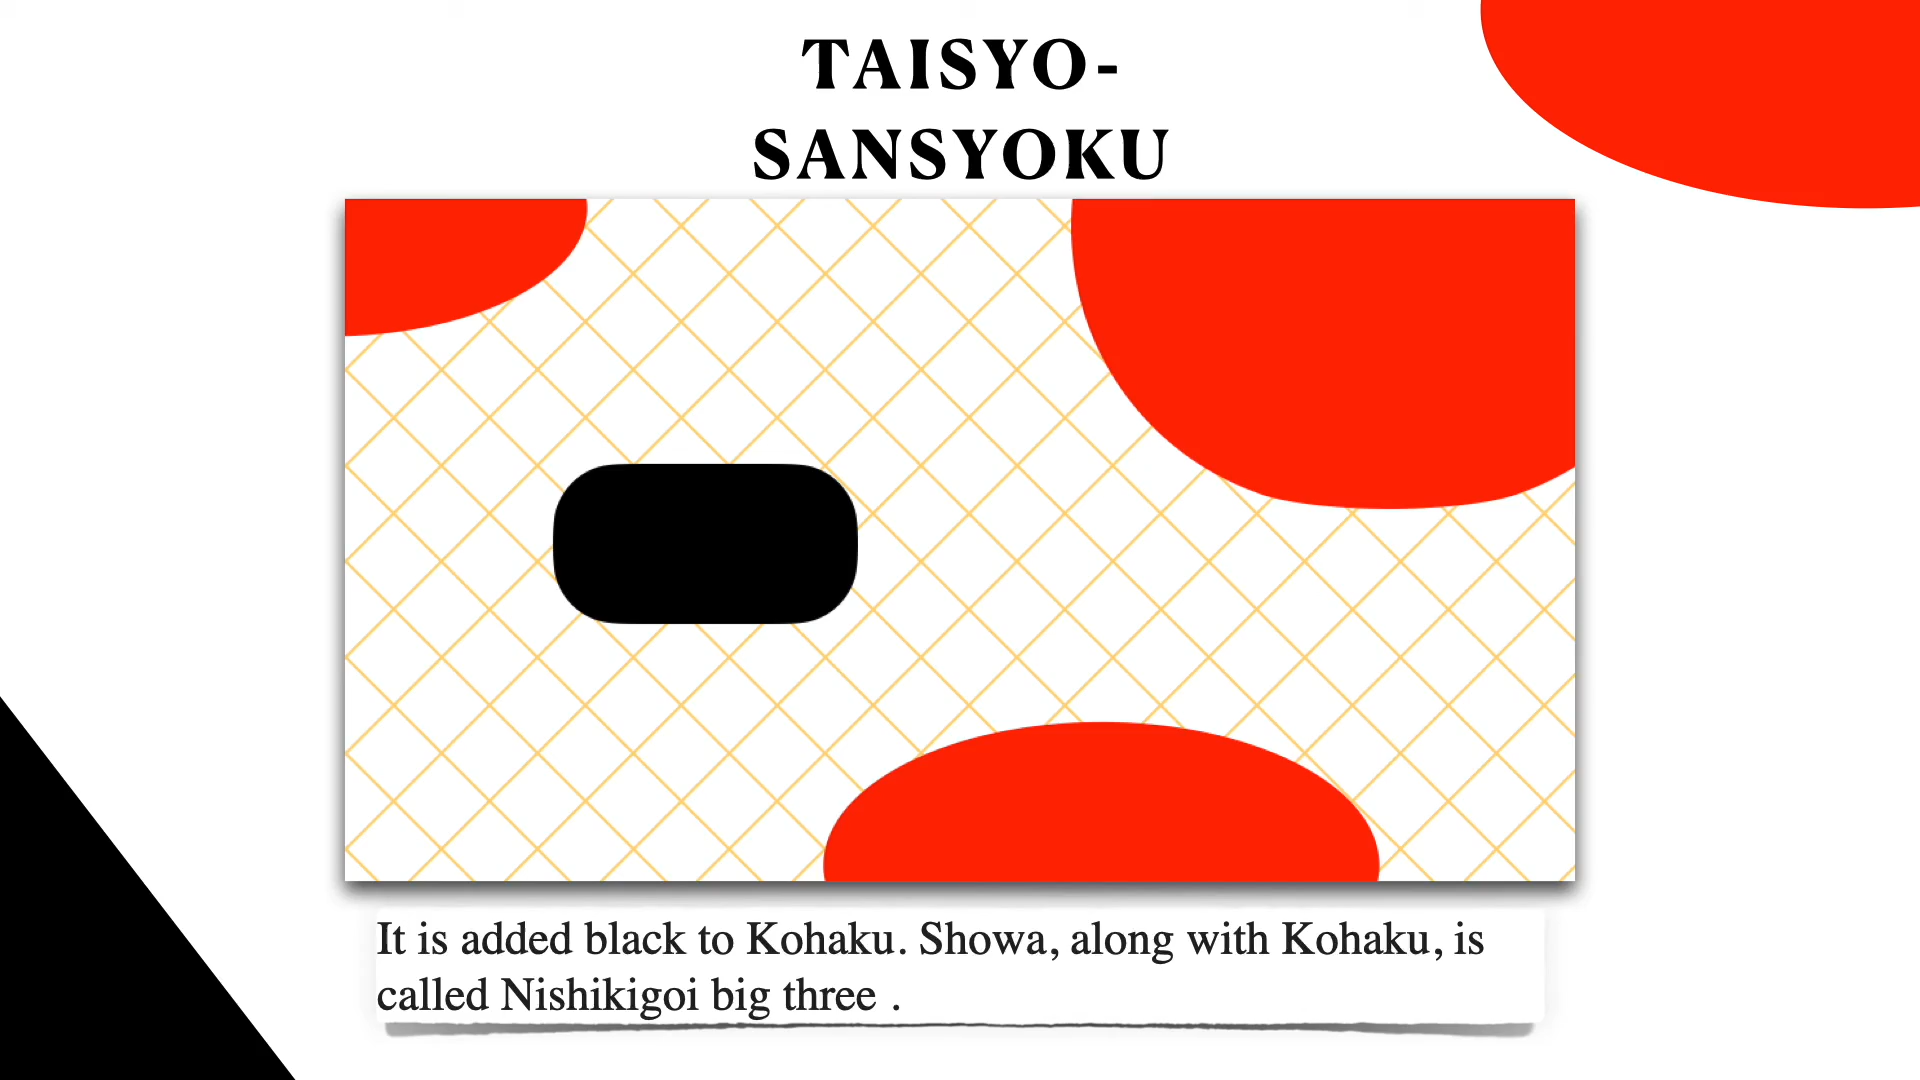 TAISYO-
SANSYOKU
It is added black to Kohaku. Showa, along with Kohaku, is
called Nishikigoi big three .